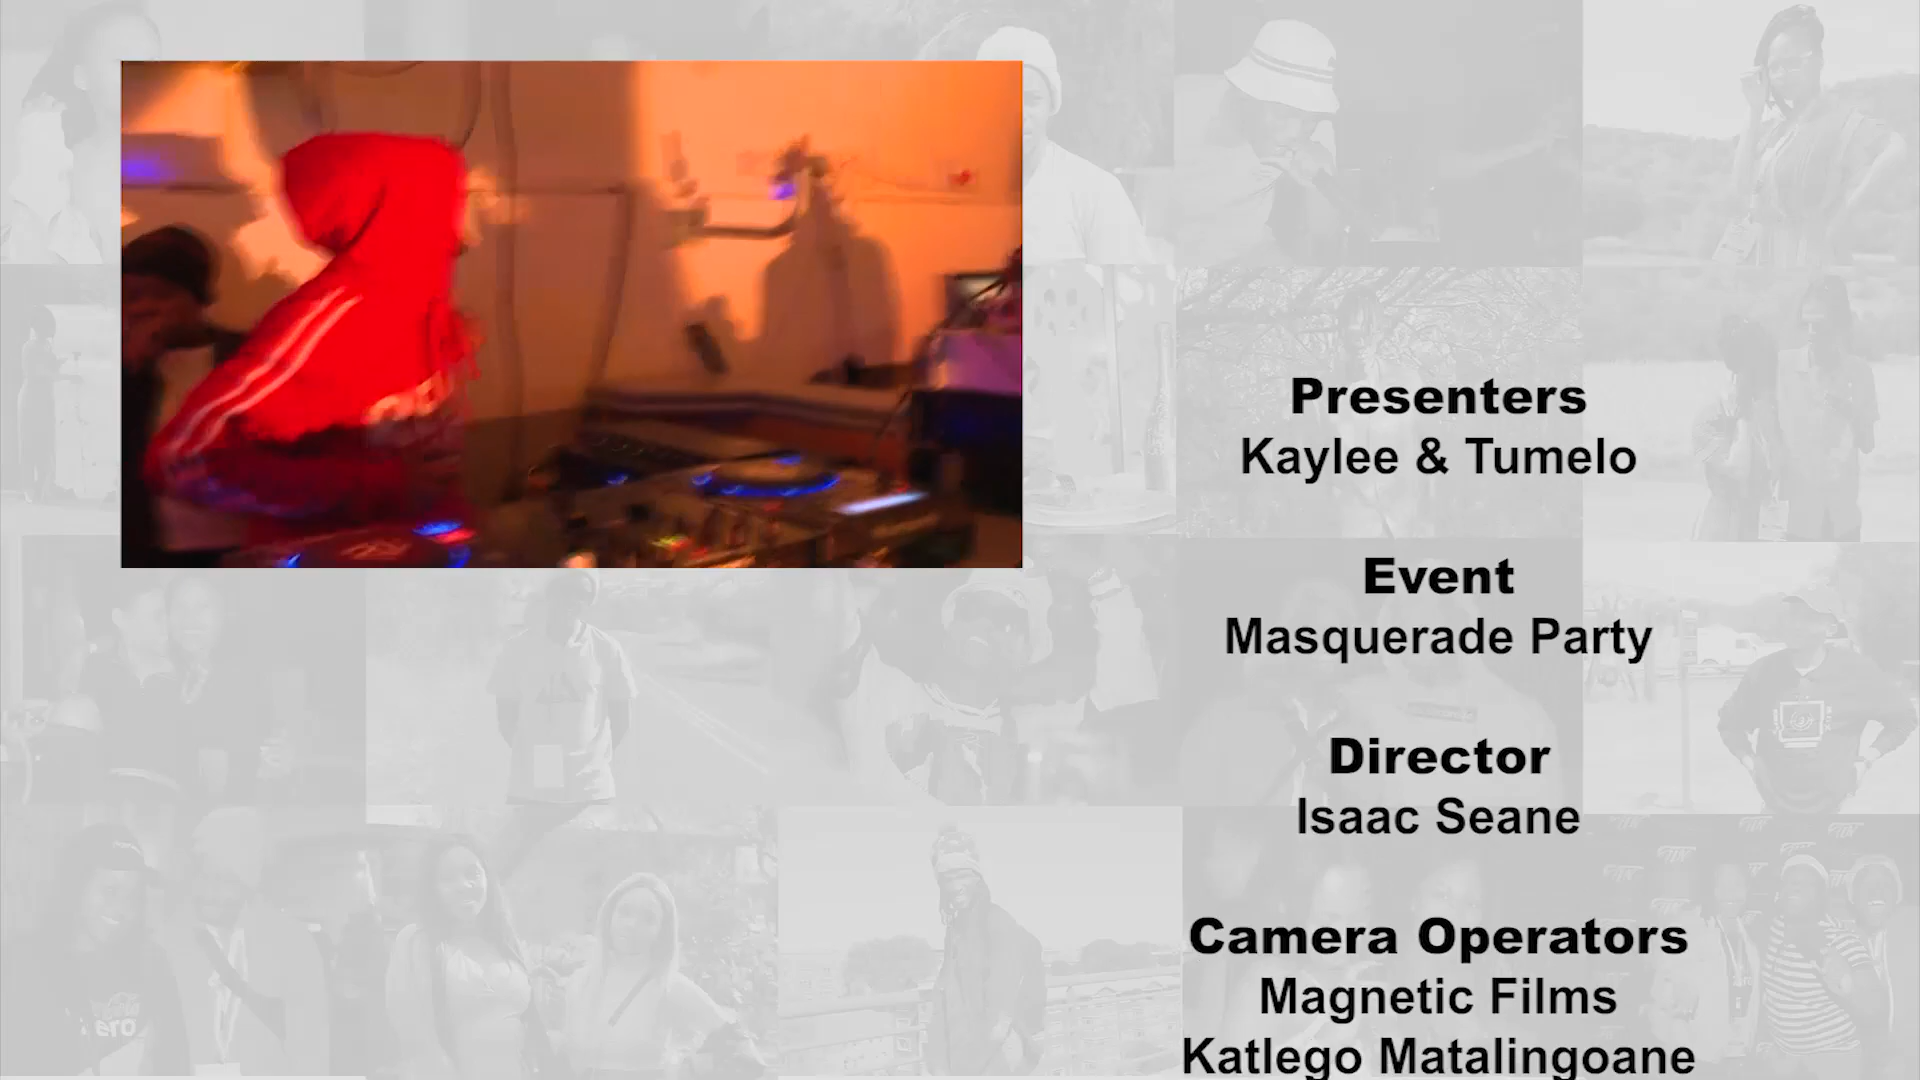 Presenters
Kaylee & Tumelo
Event
Masquerade Party
Director
Isaac Seane
Camera Operators
Magnetic Films
Katlego Matalingoane